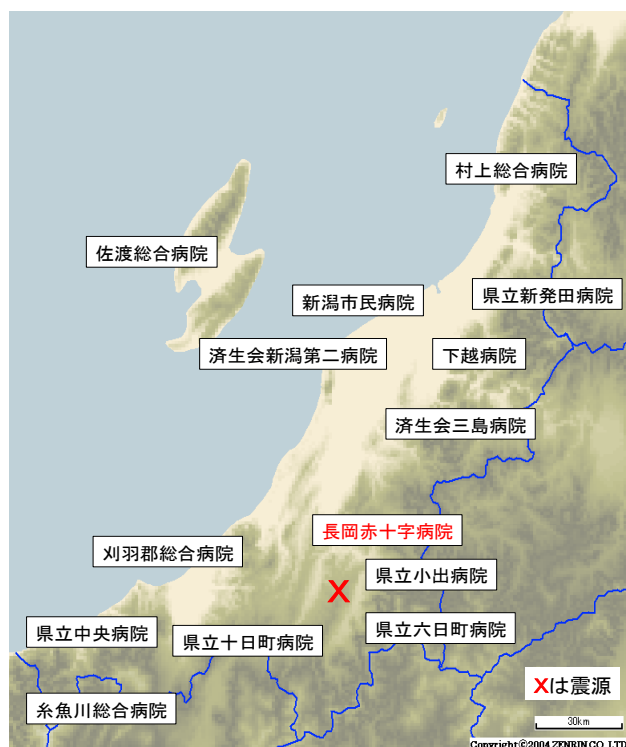 村上総合病院
佐渡総合病院
新潟市民病院
県立新発田病院
済生会新潟第二病院
下越病院
済生会三島病院
長岡赤十字病院
刈羽郡総合病院
県立小出病院
県立中央病院
県立十日町病院
県立六日町病院
Xは震源
糸魚川総合病院
30km
Copyright©2004 ZENRIN CO.,LTD